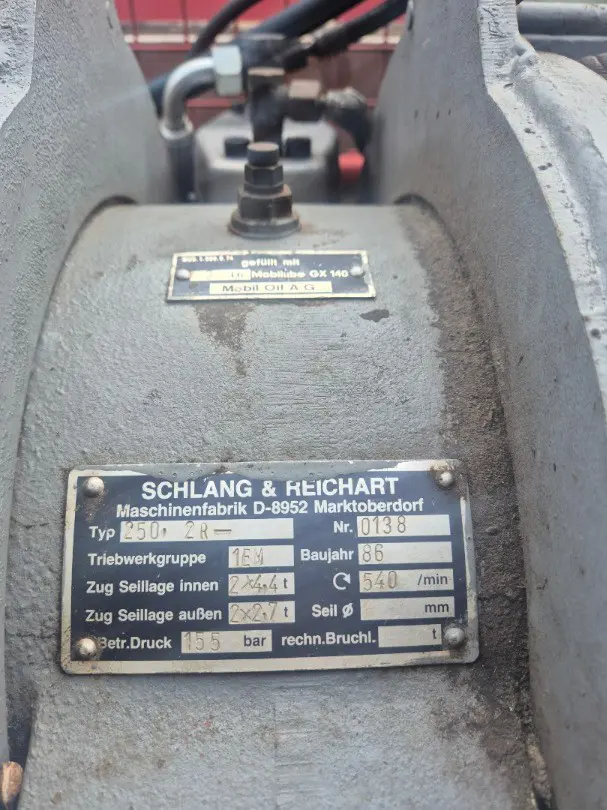 gefüllt mit
Mobilube GX 140
Mobil Oil A G
SCHLANG & REICHART
Maschinenfabrik D-8952 Marktoberdorf
Typ 250. 2R— Nr. 0138
Triebwerkgruppe 1EM Baujahr 86
Zug Seillage innen 2x4,4 t 540 /min
Zug Seillage außen 2x2,7 t Seil Ø mm
Betr.Druck 155 bar rechn.Bruchl. t